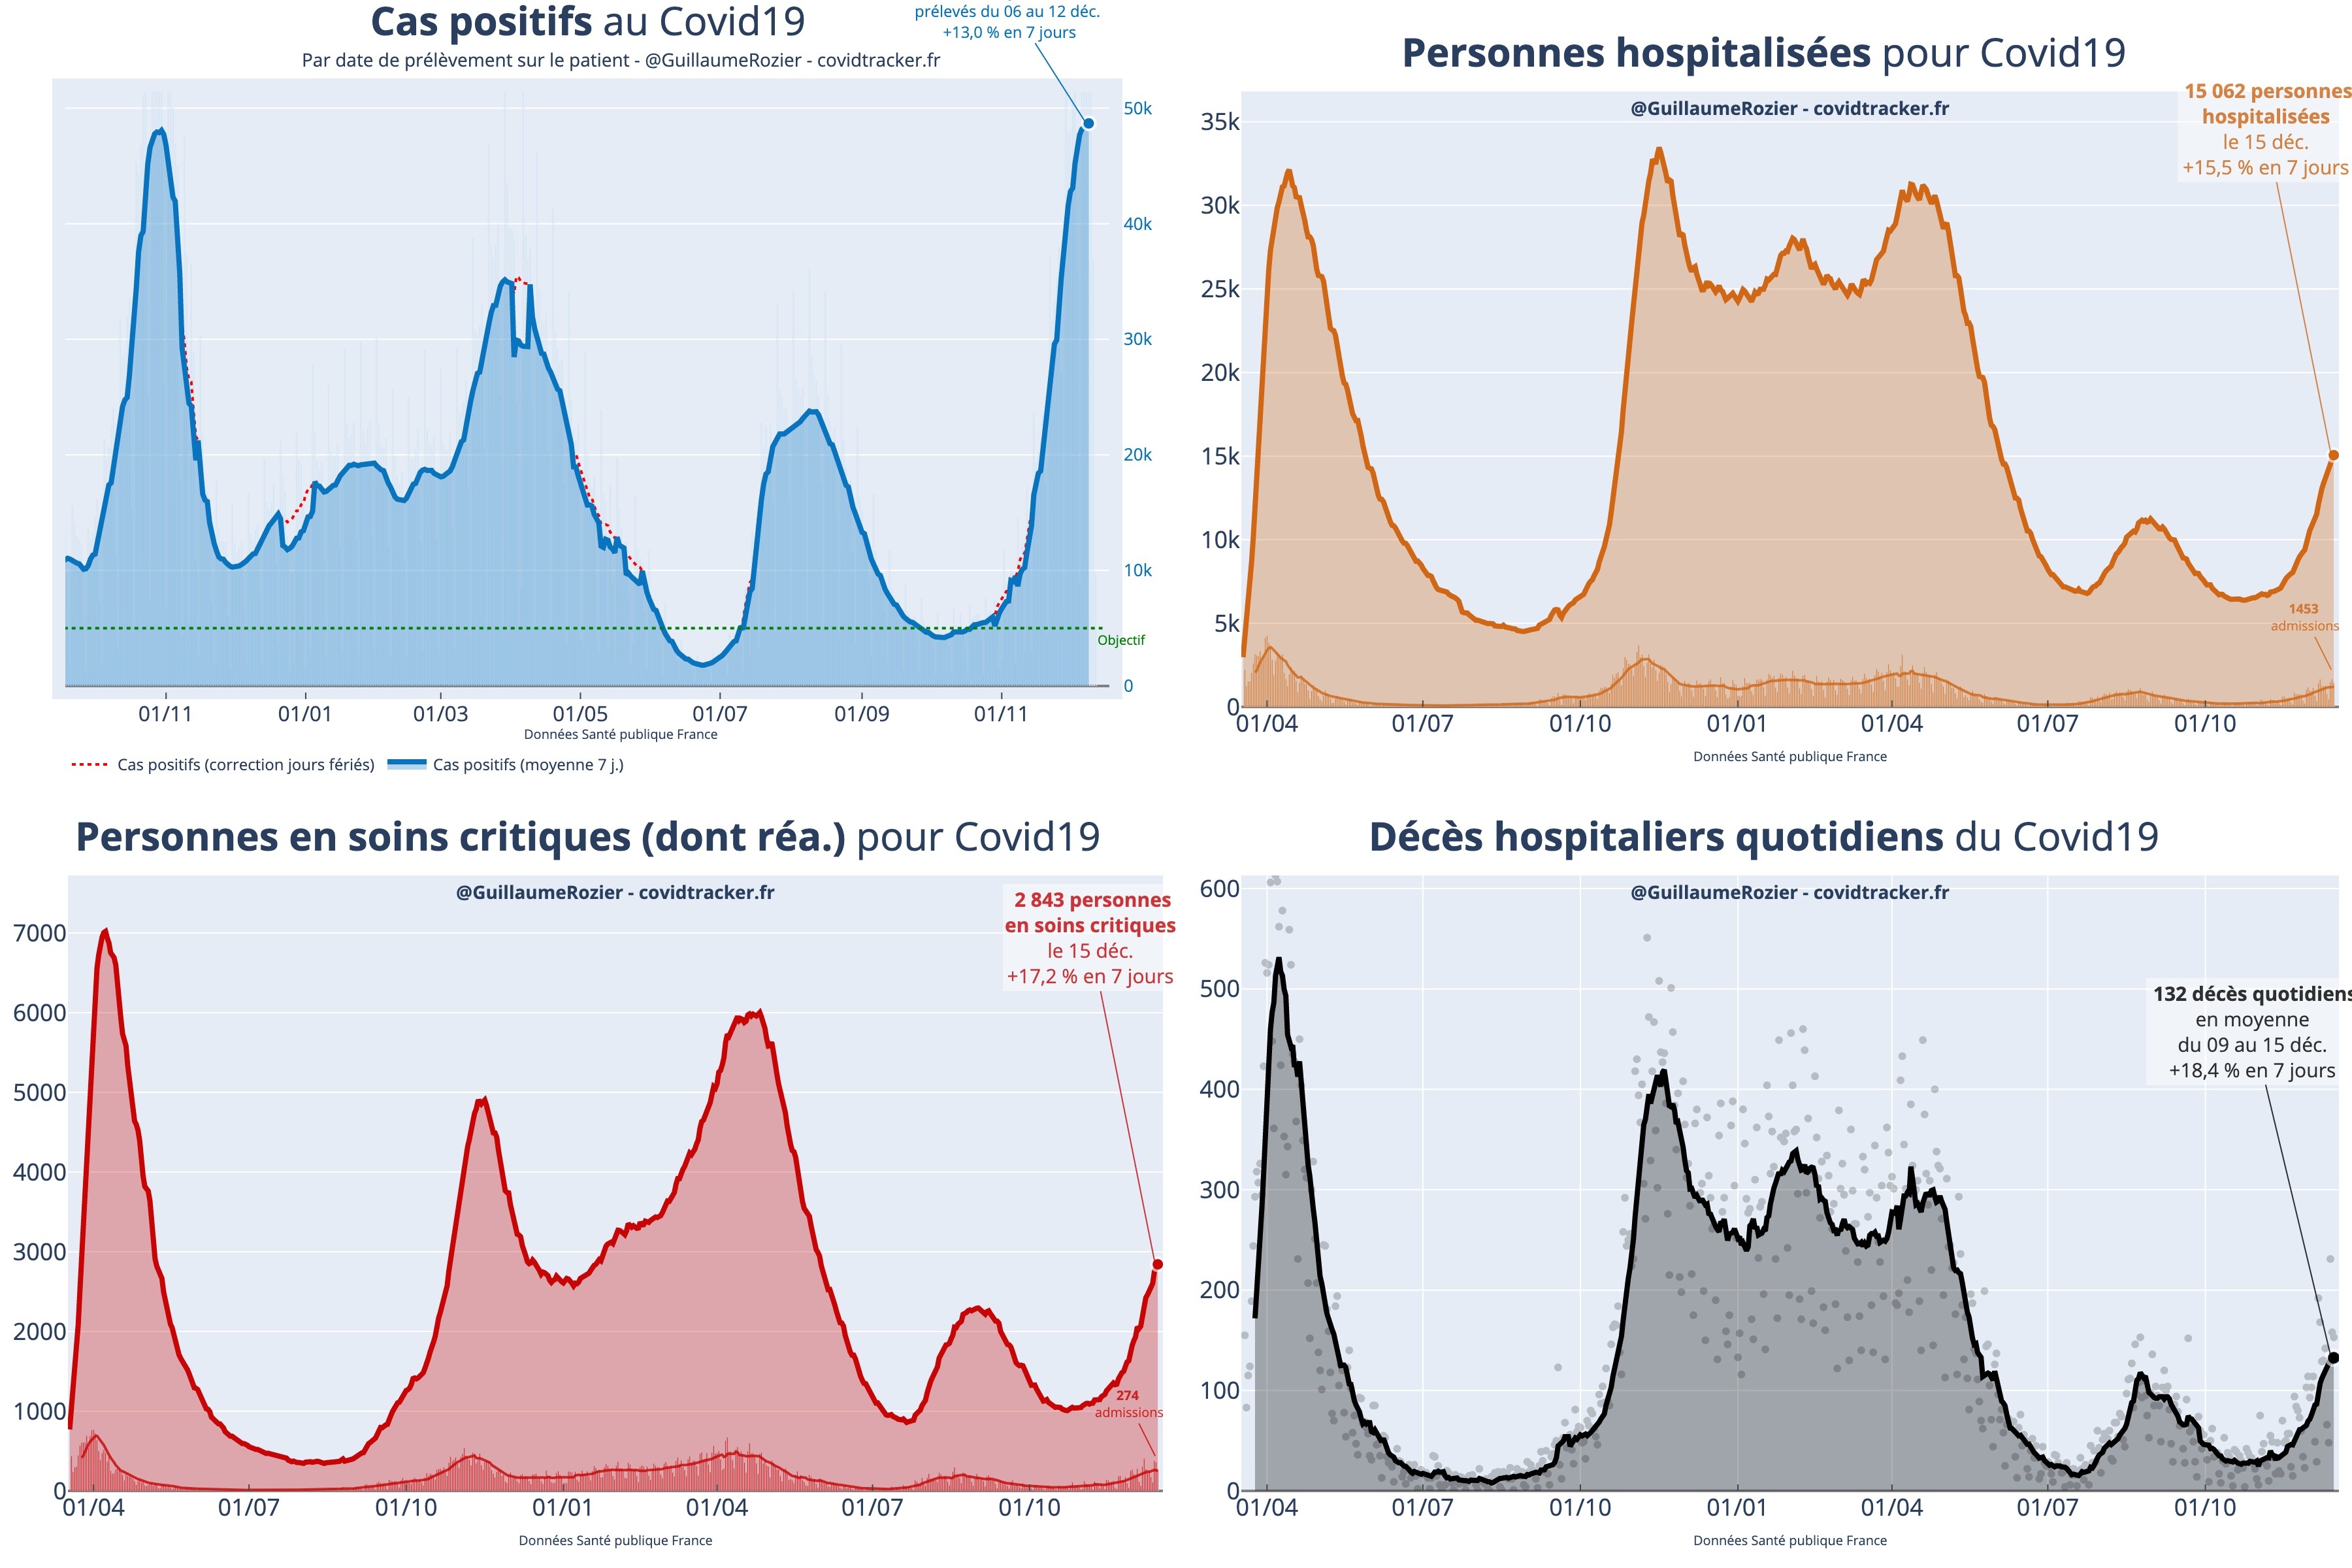 Cas positifs au Covid19
Par date de prélèvement sur le patient - @GuillaumeRozier - covidtracker.fr
prélevés du 06 au 12 déc.
+13,0 % en 7 jours
50k
40k
30k
20k
10k
0
Objectif
01/11
01/01
01/03
01/05
01/07
01/09
01/11
Données Santé publique France
Cas positifs (correction jours fériés)
Cas positifs (moyenne 7 j.)
Personnes hospitalisées pour Covid19
@GuillaumeRozier - covidtracker.fr
15 062 personnes
hospitalisées
le 15 déc.
+15,5 % en 7 jours
35k
30k
25k
20k
15k
10k
5k
0
1453
admissions
01/04
01/07
01/10
01/01
01/04
01/07
01/10
Données Santé publique France
Personnes en soins critiques (dont réa.) pour Covid19
@GuillaumeRozier - covidtracker.fr
2 843 personnes
en soins critiques
le 15 déc.
+17,2 % en 7 jours
7000
6000
5000
4000
3000
2000
1000
0
274
admissions
01/04
01/07
01/10
01/01
01/04
01/07
01/10
Données Santé publique France
Décès hospitaliers quotidiens du Covid19
@GuillaumeRozier - covidtracker.fr
132 décès quotidiens
en moyenne
du 09 au 15 déc.
+18,4 % en 7 jours
600
500
400
300
200
100
0
01/04
01/07
01/10
01/01
01/04
01/07
01/10
Données Santé publique France